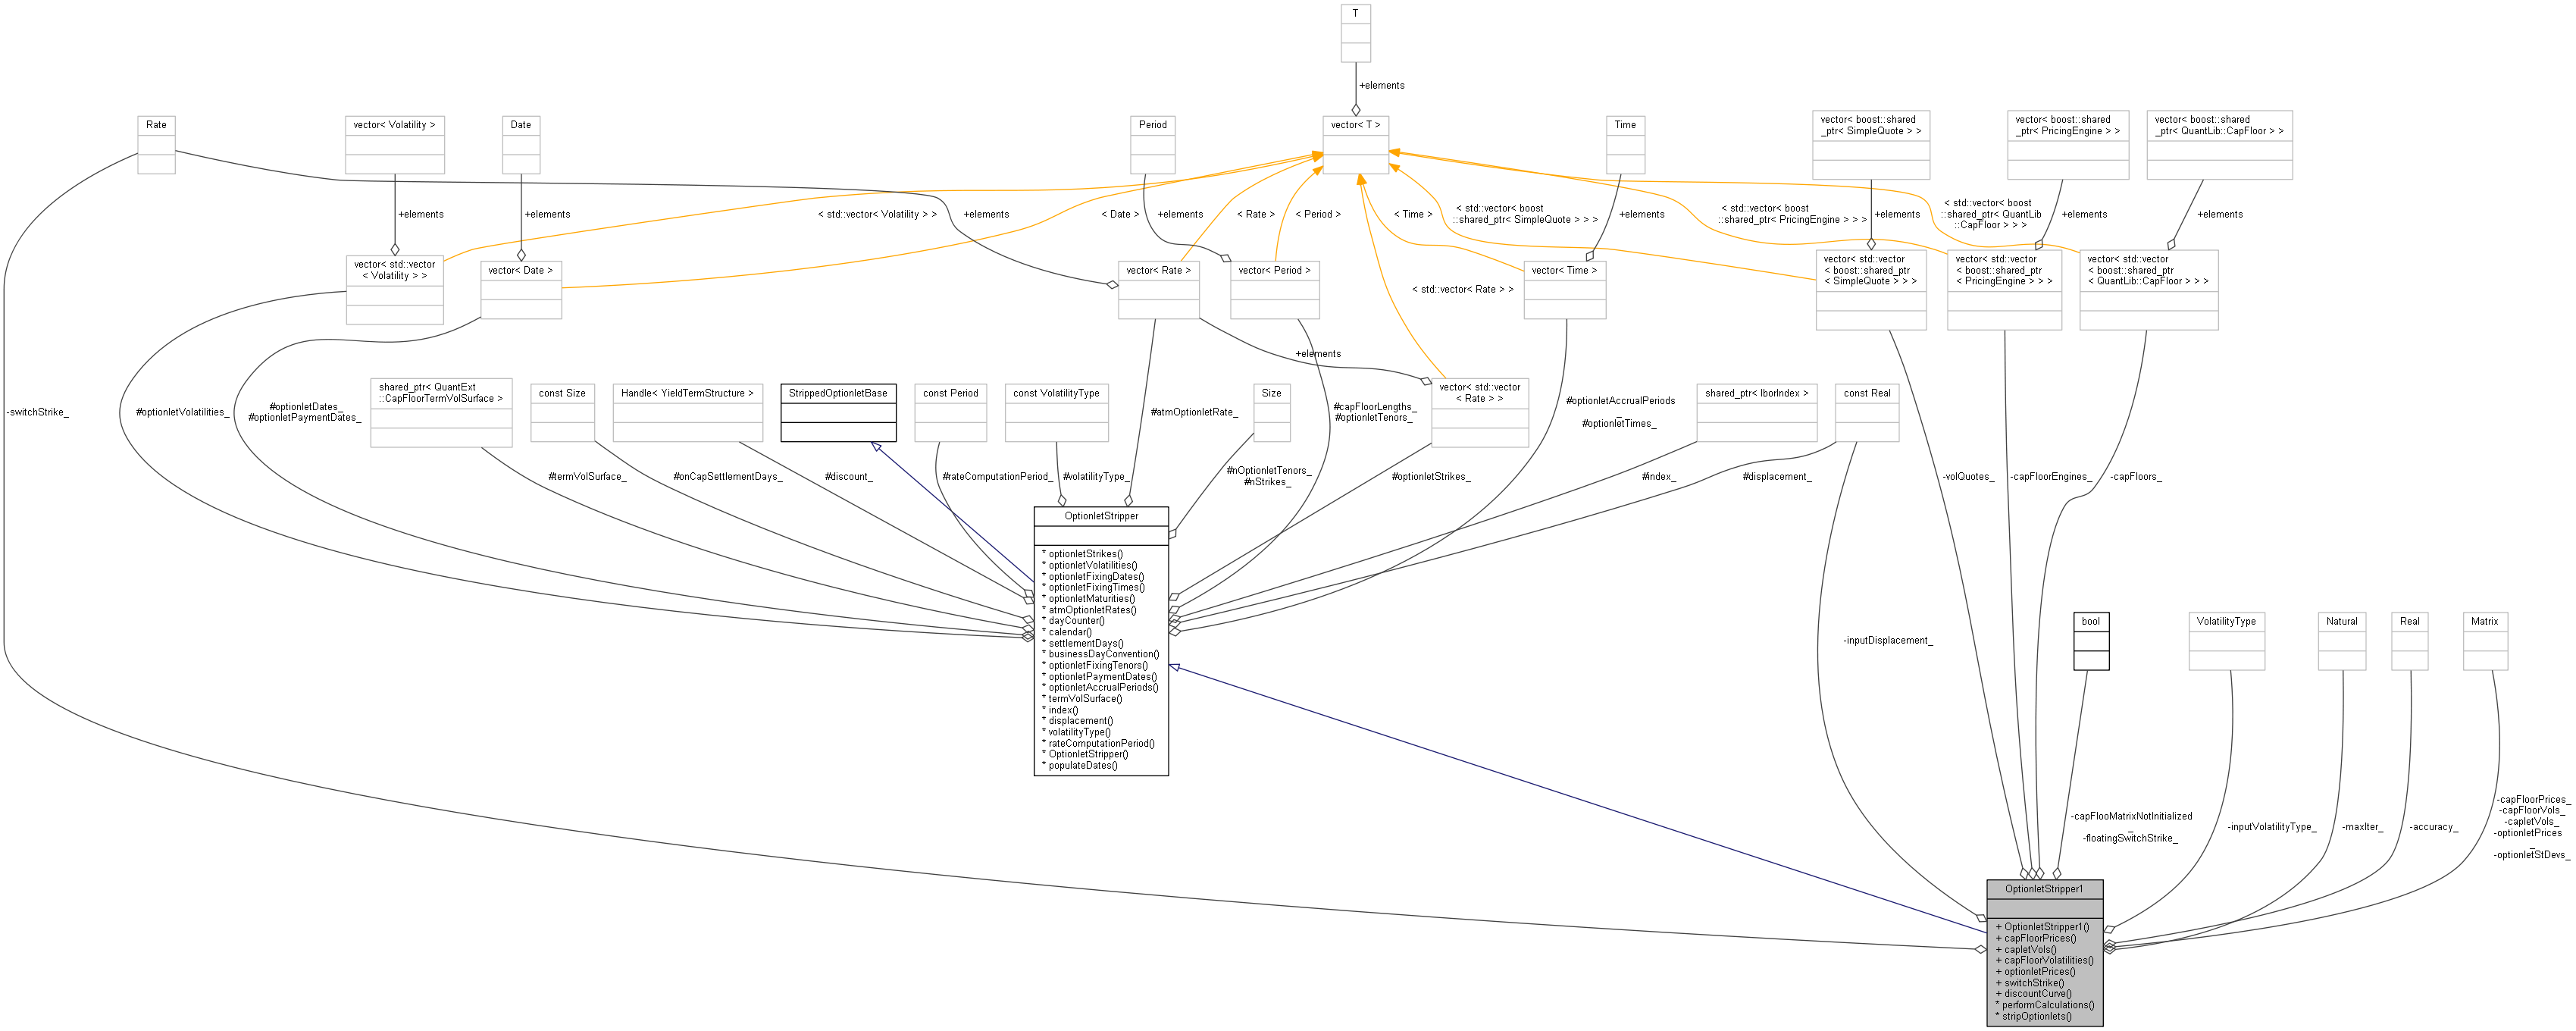 T
+elements
Rate
vector< Volatility >
Date
Period
vector< T >
Time
vector< boost::shared
_ptr< SimpleQuote > >
vector< boost::shared
_ptr< PricingEngine > >
vector< boost::shared
_ptr< QuantLib::CapFloor > >
+elements
+elements
< std::vector< Volatility > >
< Date >
+elements
+elements
< Rate >
< Period >
< Time >
< std::vector< boost
::shared_ptr< SimpleQuote > > >
+elements
+elements
< std::vector< boost
::shared_ptr< PricingEngine > > >
+elements
< std::vector< boost
::shared_ptr< QuantLib
::CapFloor > > >
+elements
vector< std::vector
< Volatility > >
vector< Date >
vector< Rate >
vector< Period >
< std::vector< Rate > >
vector< Time >
vector< std::vector
< boost::shared_ptr
< SimpleQuote > > >
vector< std::vector
< boost::shared_ptr
< PricingEngine > > >
vector< std::vector
< boost::shared_ptr
< QuantLib::CapFloor > > >
+elements
-switchStrike_
#optionletVolatilities_
#optionletDates_
#optionletPaymentDates_
shared_ptr< QuantExt
::CapFloorTermVolSurface >
const Size
Handle< YieldTermStructure >
StrippedOptionletBase
const Period
const VolatilityType
#atmOptionletRate_
Size
#capFloorLengths_
#optionletTenors_
vector< std::vector
< Rate > >
#optionletAccrualPeriods
_
#optionletTimes_
shared_ptr< IborIndex >
const Real
#termVolSurface_
#onCapSettlementDays_
#discount_
#rateComputationPeriod_
#volatilityType_
#nOptionletTenors_
#nStrikes_
#optionletStrikes_
#index_
#displacement_
-volQuotes_
-capFloorEngines_
-capFloors_
OptionletStripper
* optionletStrikes()
* optionletVolatilities()
* optionletFixingDates()
* optionletFixingTimes()
* optionletMaturities()
* atmOptionletRates()
* dayCounter()
* calendar()
* settlementDays()
* businessDayConvention()
* optionletFixingTenors()
* optionletPaymentDates()
* optionletAccrualPeriods()
* termVolSurface()
* index()
* displacement()
* volatilityType()
* rateComputationPeriod()
* OptionletStripper()
* populateDates()
-inputDisplacement_
bool
VolatilityType
Natural
Real
Matrix
-capFlooMatrixNotInitialized
_
-floatingSwitchStrike_
-inputVolatilityType_
-maxIter_
-accuracy_
-capFloorPrices_
-capFloorVols_
-capletVols_
-optionletPrices
_
-optionletStDevs_
OptionletStripper1
+ OptionletStripper1()
+ capFloorPrices()
+ capletVols()
+ capFloorVolatilities()
+ optionletPrices()
+ switchStrike()
+ discountCurve()
* performCalculations()
* stripOptionlets()